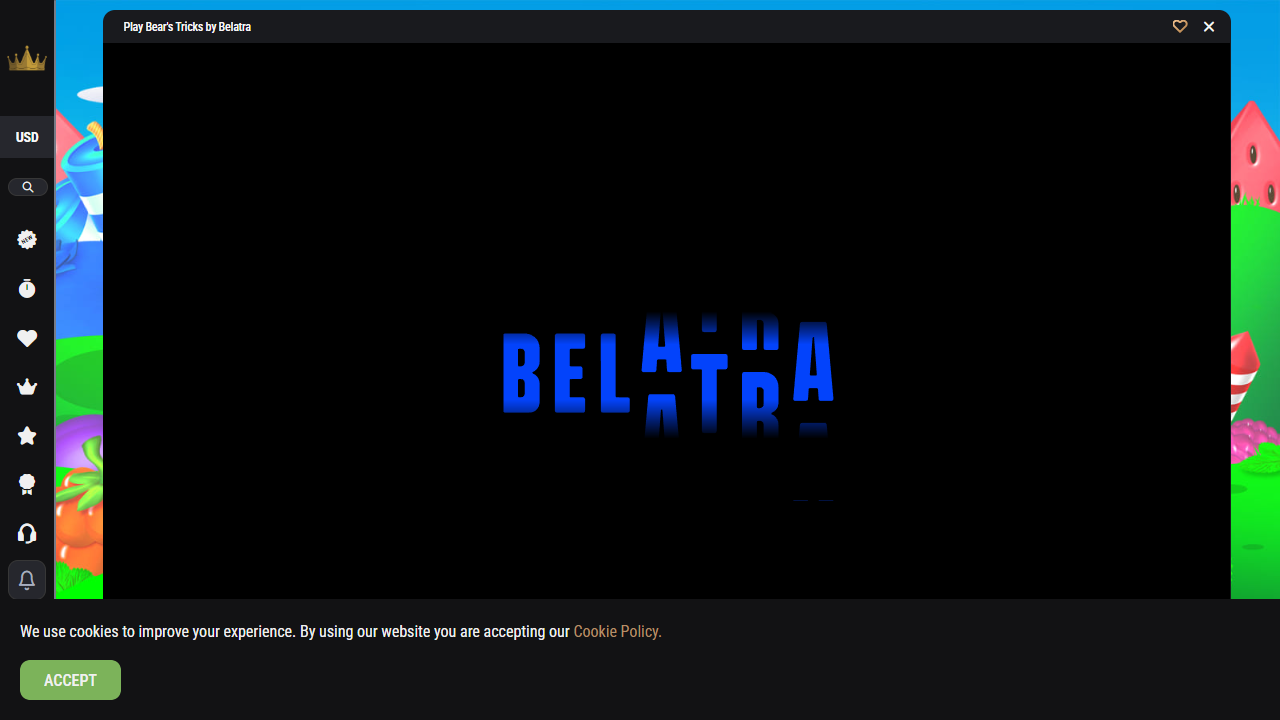 Play Bear's Tricks by Belatra
USD
NEW
BELATRA
We use cookies to improve your experience. By using our website you are accepting our Cookie Policy.
ACCEPT